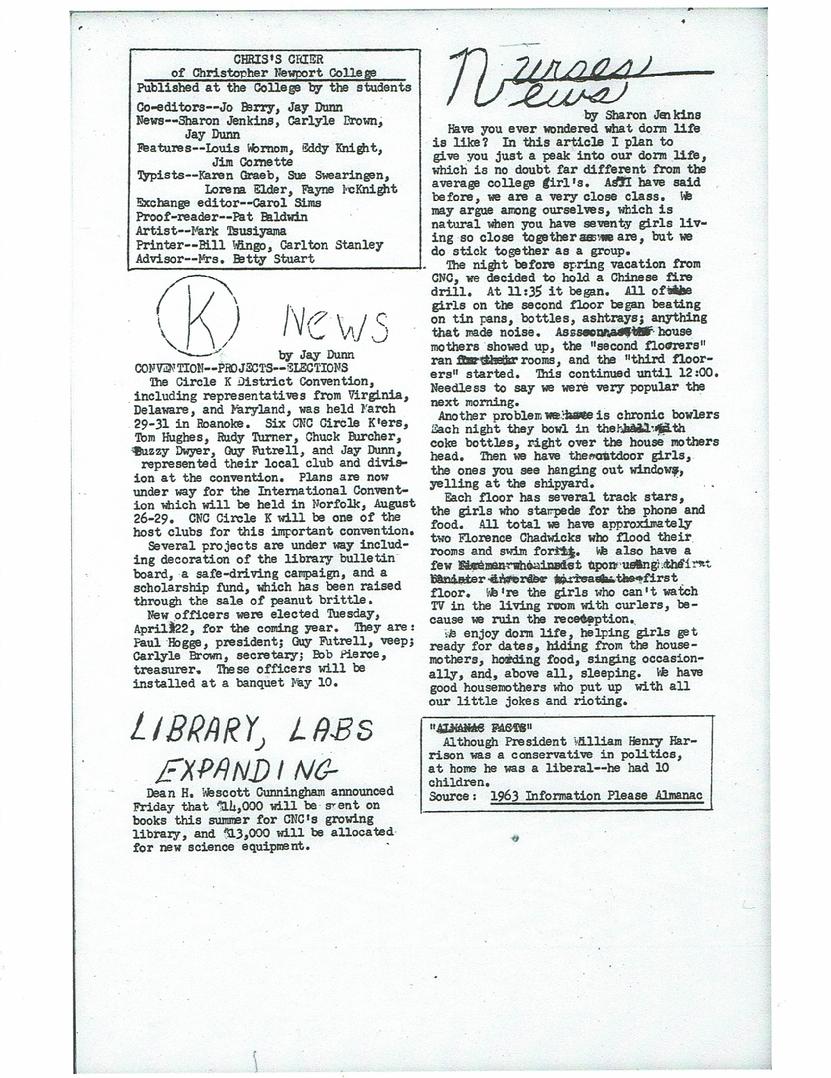 CHRIS'S CRIER
of Christopher Newport College
Published at the College by the students
Co-editors--Jo Berry, Jay Dunn
News--Sharon Jenkins, Carlyle Brown,
Jay Dunn
Features--Louis Wornom, Eddy Knight,
Jim Cornette
Typists--Karen Graeb, Sue Swearingen,
Lorena Elder, Fayne McKnight
Exchange editor--Carol Sims
Proof-reader--Pat Baldwin
Artist--Mark Tsusiyama
Printer--Bill Wingo, Carlton Stanley
Advisor--Mrs. Betty Stuart
K News
by Jay Dunn
CONVENTION--PROJECTS--ELECTIONS
The Circle K District Convention,
including representatives from Virginia,
Delaware, and Maryland, was held March
29-31 in Roanoke. Six CNC Circle K'ers,
Tom Hughes, Rudy Turner, Chuck Burcher,
Buzzy Dwyer, Guy Futrell, and Jay Dunn,
represented their local club and divis-
ion at the convention. Plans are now
under way for the International Convent-
ion which will be held in Norfolk, August
26-29. CNC Circle K will be one of the
host clubs for this important convention.
Several projects are under way includ-
ing decoration of the library bulletin
board, a safe-driving campaign, and a
scholarship fund, which has been raised
through the sale of peanut brittle.
New officers were elected Tuesday,
April 22, for the coming year. They are:
Paul Hogge, president; Guy Futrell, veep;
Carlyle Brown, secretary; Bob Pierce,
treasurer. These officers will be
installed at a banquet May 10.
LIBRARY, LABS
EXPANDING
Dean H. Wescott Cunningham announced
Friday that $14,000 will be spent on
books this summer for CNC's growing
library, and $13,000 will be allocated
for new science equipment.
Nurses
News
by Sharon Jenkins
Have you ever wondered what dorm life
is like? In this article I plan to
give you just a peak into our dorm life,
which is no doubt far different from the
average college girl's. As I have said
before, we are a very close class. We
may argue among ourselves, which is
natural when you have seventy girls liv-
ing so close together as we are, but we
do stick together as a group.
The night before spring vacation from
CNC, we decided to hold a Chinese fire
drill. At 11:35 it began. All of the
girls on the second floor began beating
on tin pans, bottles, ashtrays; anything
that made noise. As soon as the house
mothers showed up, the "second floorers"
ran for their rooms, and the "third floor-
ers" started. This continued until 12:00.
Needless to say we were very popular the
next morning.
Another problem we have is chronic bowlers
Each night they bowl in the hall with
coke bottles, right over the house mothers
head. Then we have the outdoor girls,
the ones you see hanging out windows,
yelling at the shipyard.
Each floor has several track stars,
the girls who stampede for the phone and
food. All total we have approximately
two Florence Chadwicks who flood their
rooms and swim for it. We also have a
few firemen who insist upon using the
banister in order to reach the first
floor. We're the girls who can't watch
TV in the living room with curlers, be-
cause we ruin the receeption.
We enjoy dorm life, helping girls get
ready for dates, hiding from the house-
mothers, hording food, singing occasion-
ally, and, above all, sleeping. We have
good housemothers who put up with all
our little jokes and rioting.
"ALMANAC FACTS"
Although President William Henry Har-
rison was a conservative in politics,
at home he was a liberal--he had 10
children.
Source: 1963 Information Please Almanac